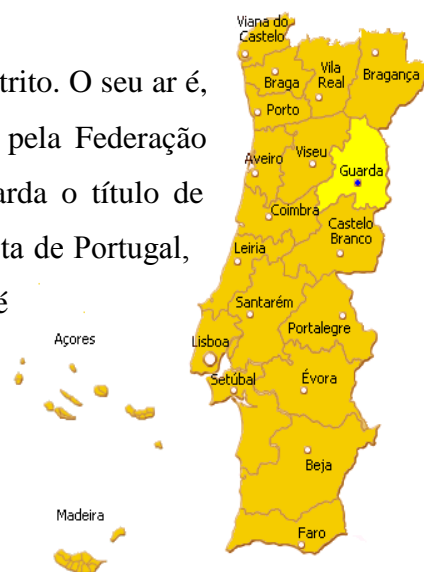 trito. O seu ar é,
pela Federação
arda o título de
ta de Portugal,
é
Viana do
Castelo
Braga
Vila
Real
Bragança
Porto
Aveiro
Viseu
Guarda
Coimbra
Castelo
Branco
Leiria
Santarém
Portalegre
Lisboa
Setúbal
Évora
Beja
Faro
Açores
Madeira